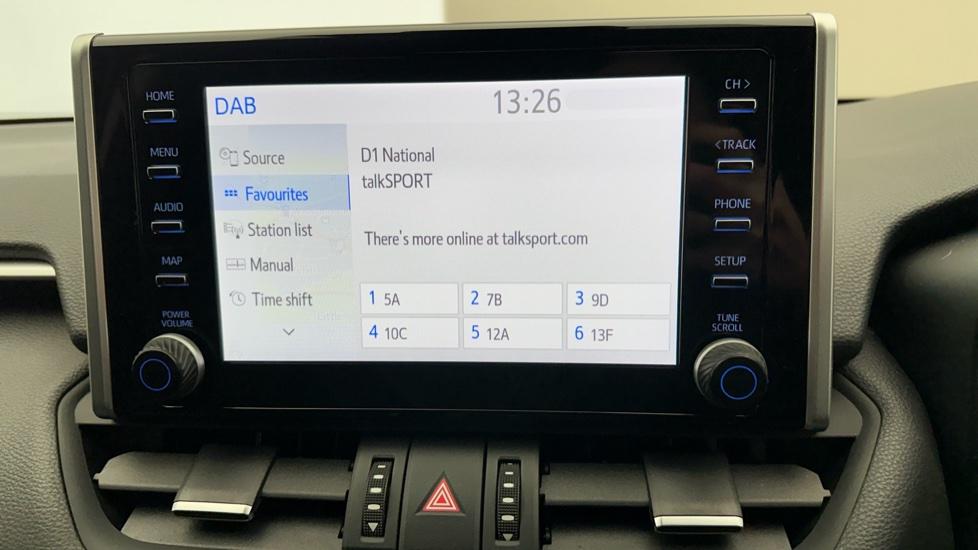 HOME
MENU
AUDIO
MAP
POWER
VOLUME
DAB
13:26
Source
Favourites
Station list
Manual
Time shift
D1 National
talkSPORT
There's more online at talksport.com
1 5A
2 7B
3 9D
4 10C
5 12A
6 13F
CH >
< TRACK
PHONE
SETUP
TUNE
SCROLL